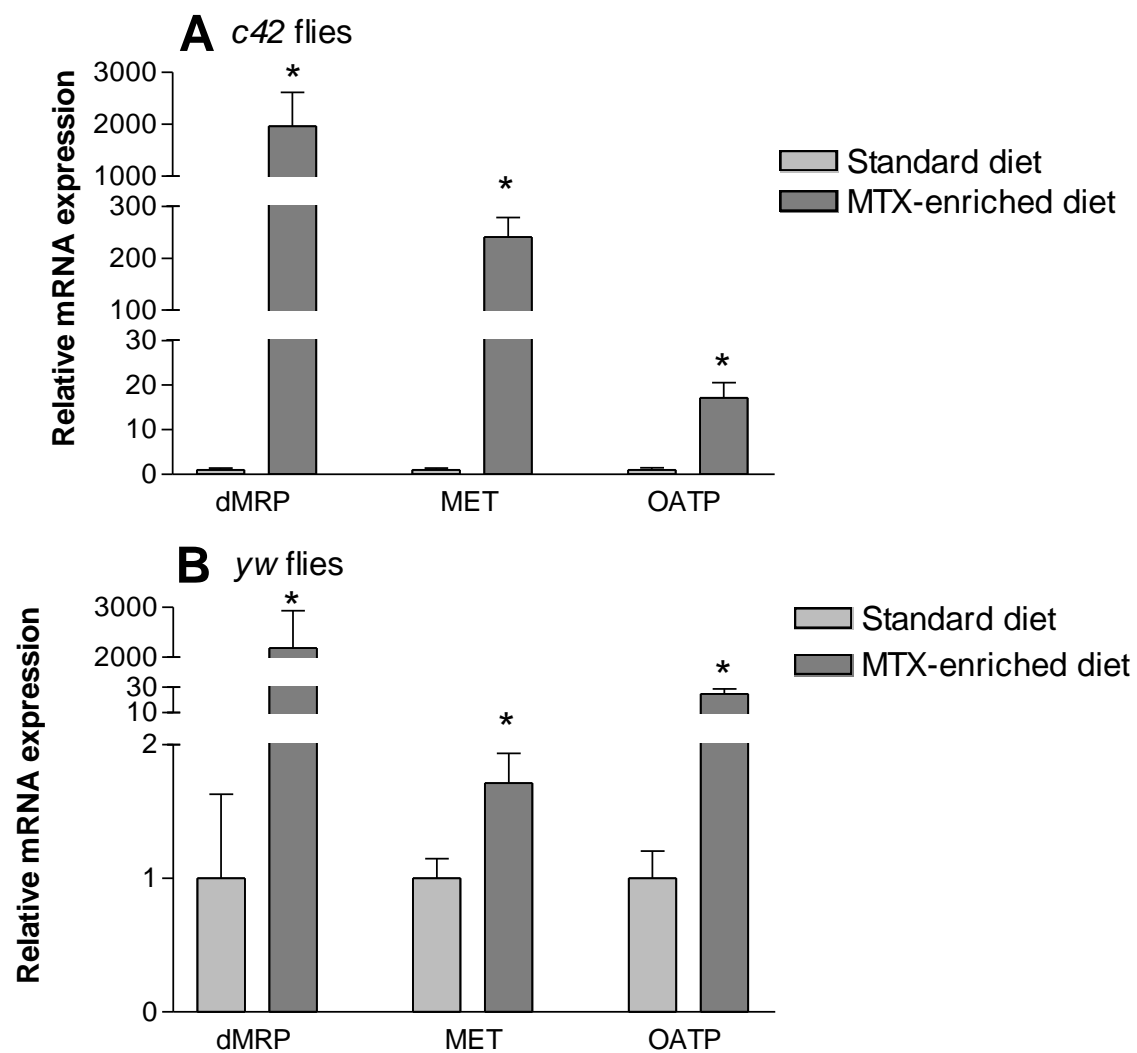 A c42 flies
Relative mRNA expression
3000
2000
1000
300
200
100
30
20
10
0
*
*
*
dMRP MET OATP
Standard diet
MTX-enriched diet
B yw flies
Relative mRNA expression
3000
2000
30
10
2
1
0
*
*
*
dMRP MET OATP
Standard diet
MTX-enriched diet